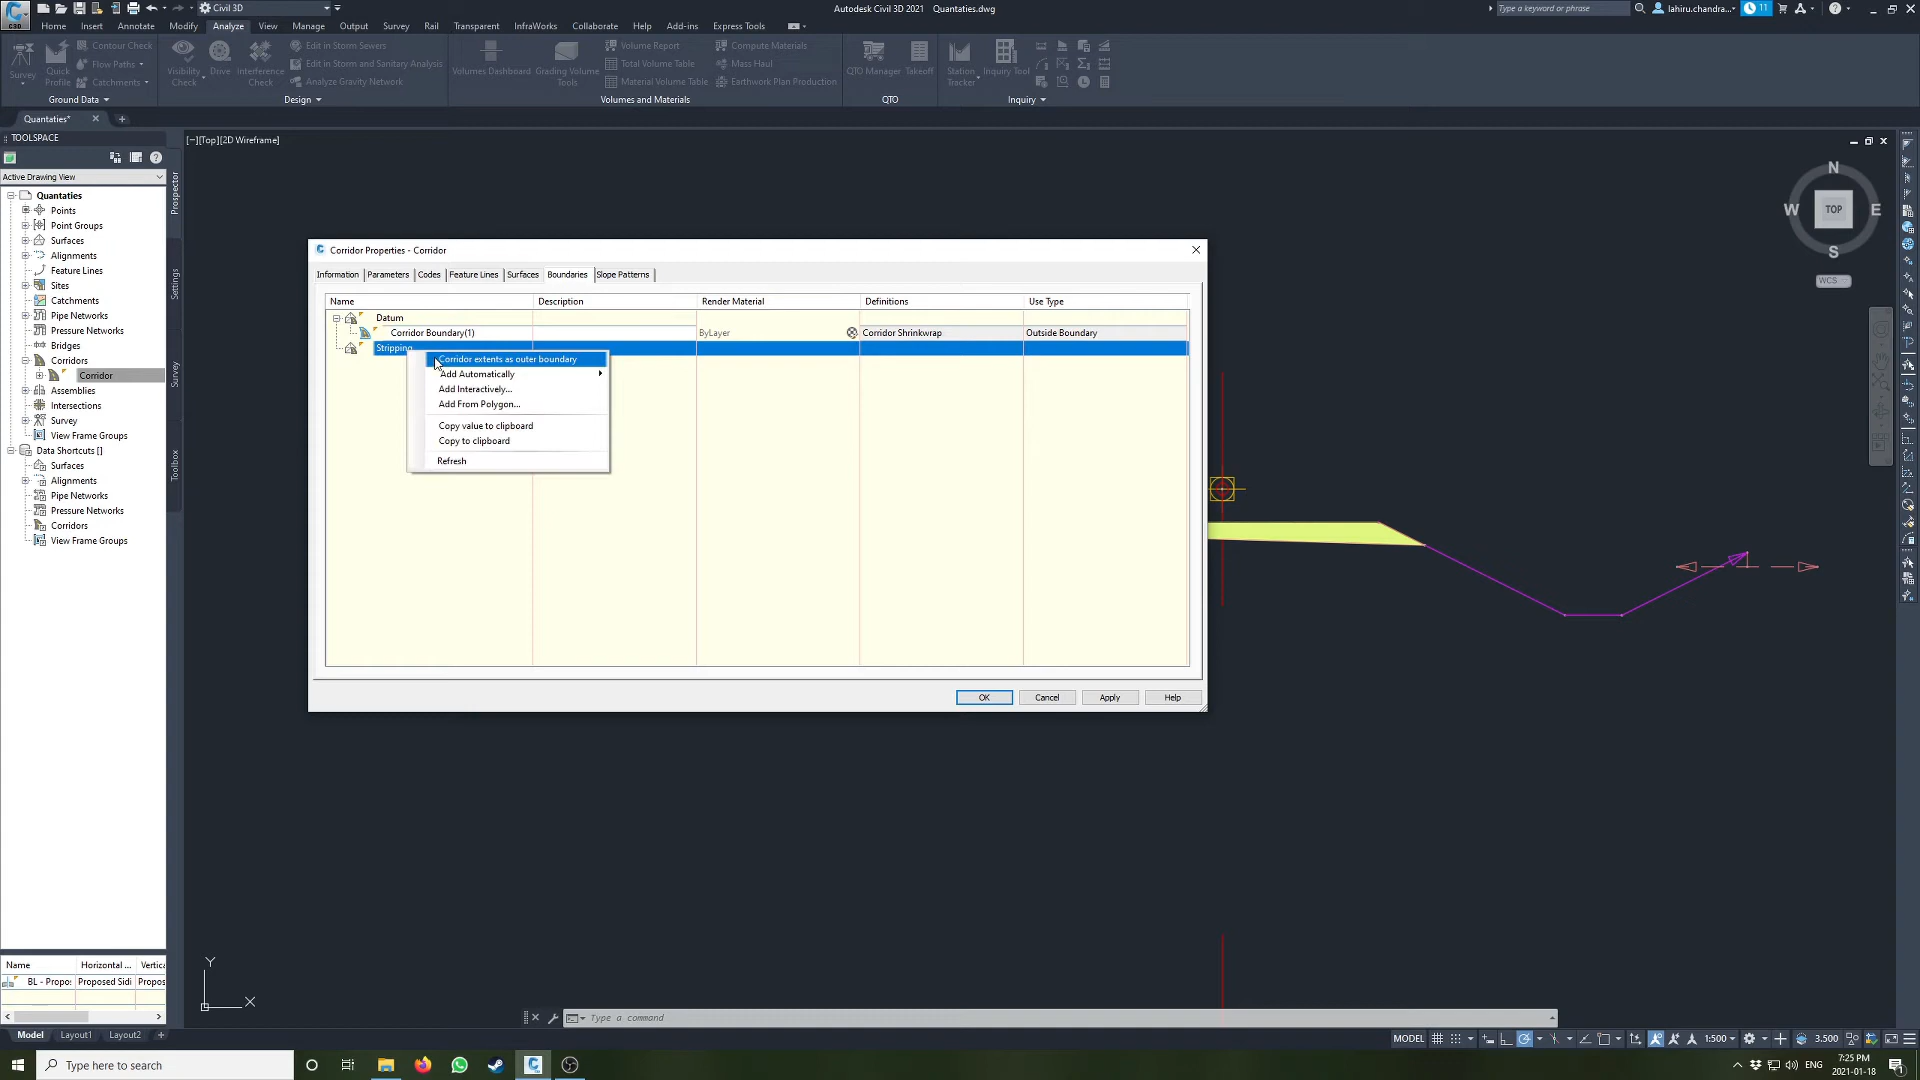 C3D
Civil 3D
Autodesk Civil 3D 2021 Quantaties.dwg
Type a keyword or phrase
lahiru.chandra...
11
Home Insert Annotate Modify Analyze View Manage Output Survey Rail Transparent InfraWorks Collaborate Help Add-ins Express Tools
Survey
Quick Profile
Contour Check
Flow Paths
Catchments
Visibility Check
Drive
Interference Check
Edit in Storm Sewers
Edit in Storm and Sanitary Analysis
Analyze Gravity Network
Volumes Dashboard
Grading Volume Tools
Volume Report
Total Volume Table
Material Volume Table
Compute Materials
Mass Haul
Earthwork Plan Production
QTO Manager
Takeoff
Station Tracker
Inquiry Tool
Ground Data
Design
Volumes and Materials
QTO
Inquiry
Quantaties*
TOOLSPACE
Active Drawing View
Quantaties
Points
Point Groups
Surfaces
Alignments
Feature Lines
Sites
Catchments
Pipe Networks
Pressure Networks
Bridges
Corridors
Corridor
Assemblies
Intersections
Survey
View Frame Groups
Data Shortcuts []
Surfaces
Alignments
Pipe Networks
Pressure Networks
Corridors
View Frame Groups
Prospector
Settings
Survey
Toolbox
Name Horizontal ... Vertica
BL - Propo: Proposed Sidi Propos
[−][Top][2D Wireframe]
N
W TOP E
S
WCS
Corridor Properties - Corridor
Information Parameters Codes Feature Lines Surfaces Boundaries Slope Patterns
Name Description Render Material Definitions Use Type
Datum
Corridor Boundary(1) ByLayer Corridor Shrinkwrap Outside Boundary
Stripping
Corridor extents as outer boundary
Add Automatically
Add Interactively...
Add From Polygon...
Copy value to clipboard
Copy to clipboard
Refresh
OK Cancel Apply Help
Y
X
Type a command
Model Layout1 Layout2
MODEL 1:500 3.500
Type here to search
ENG
7:25 PM
2021-01-18